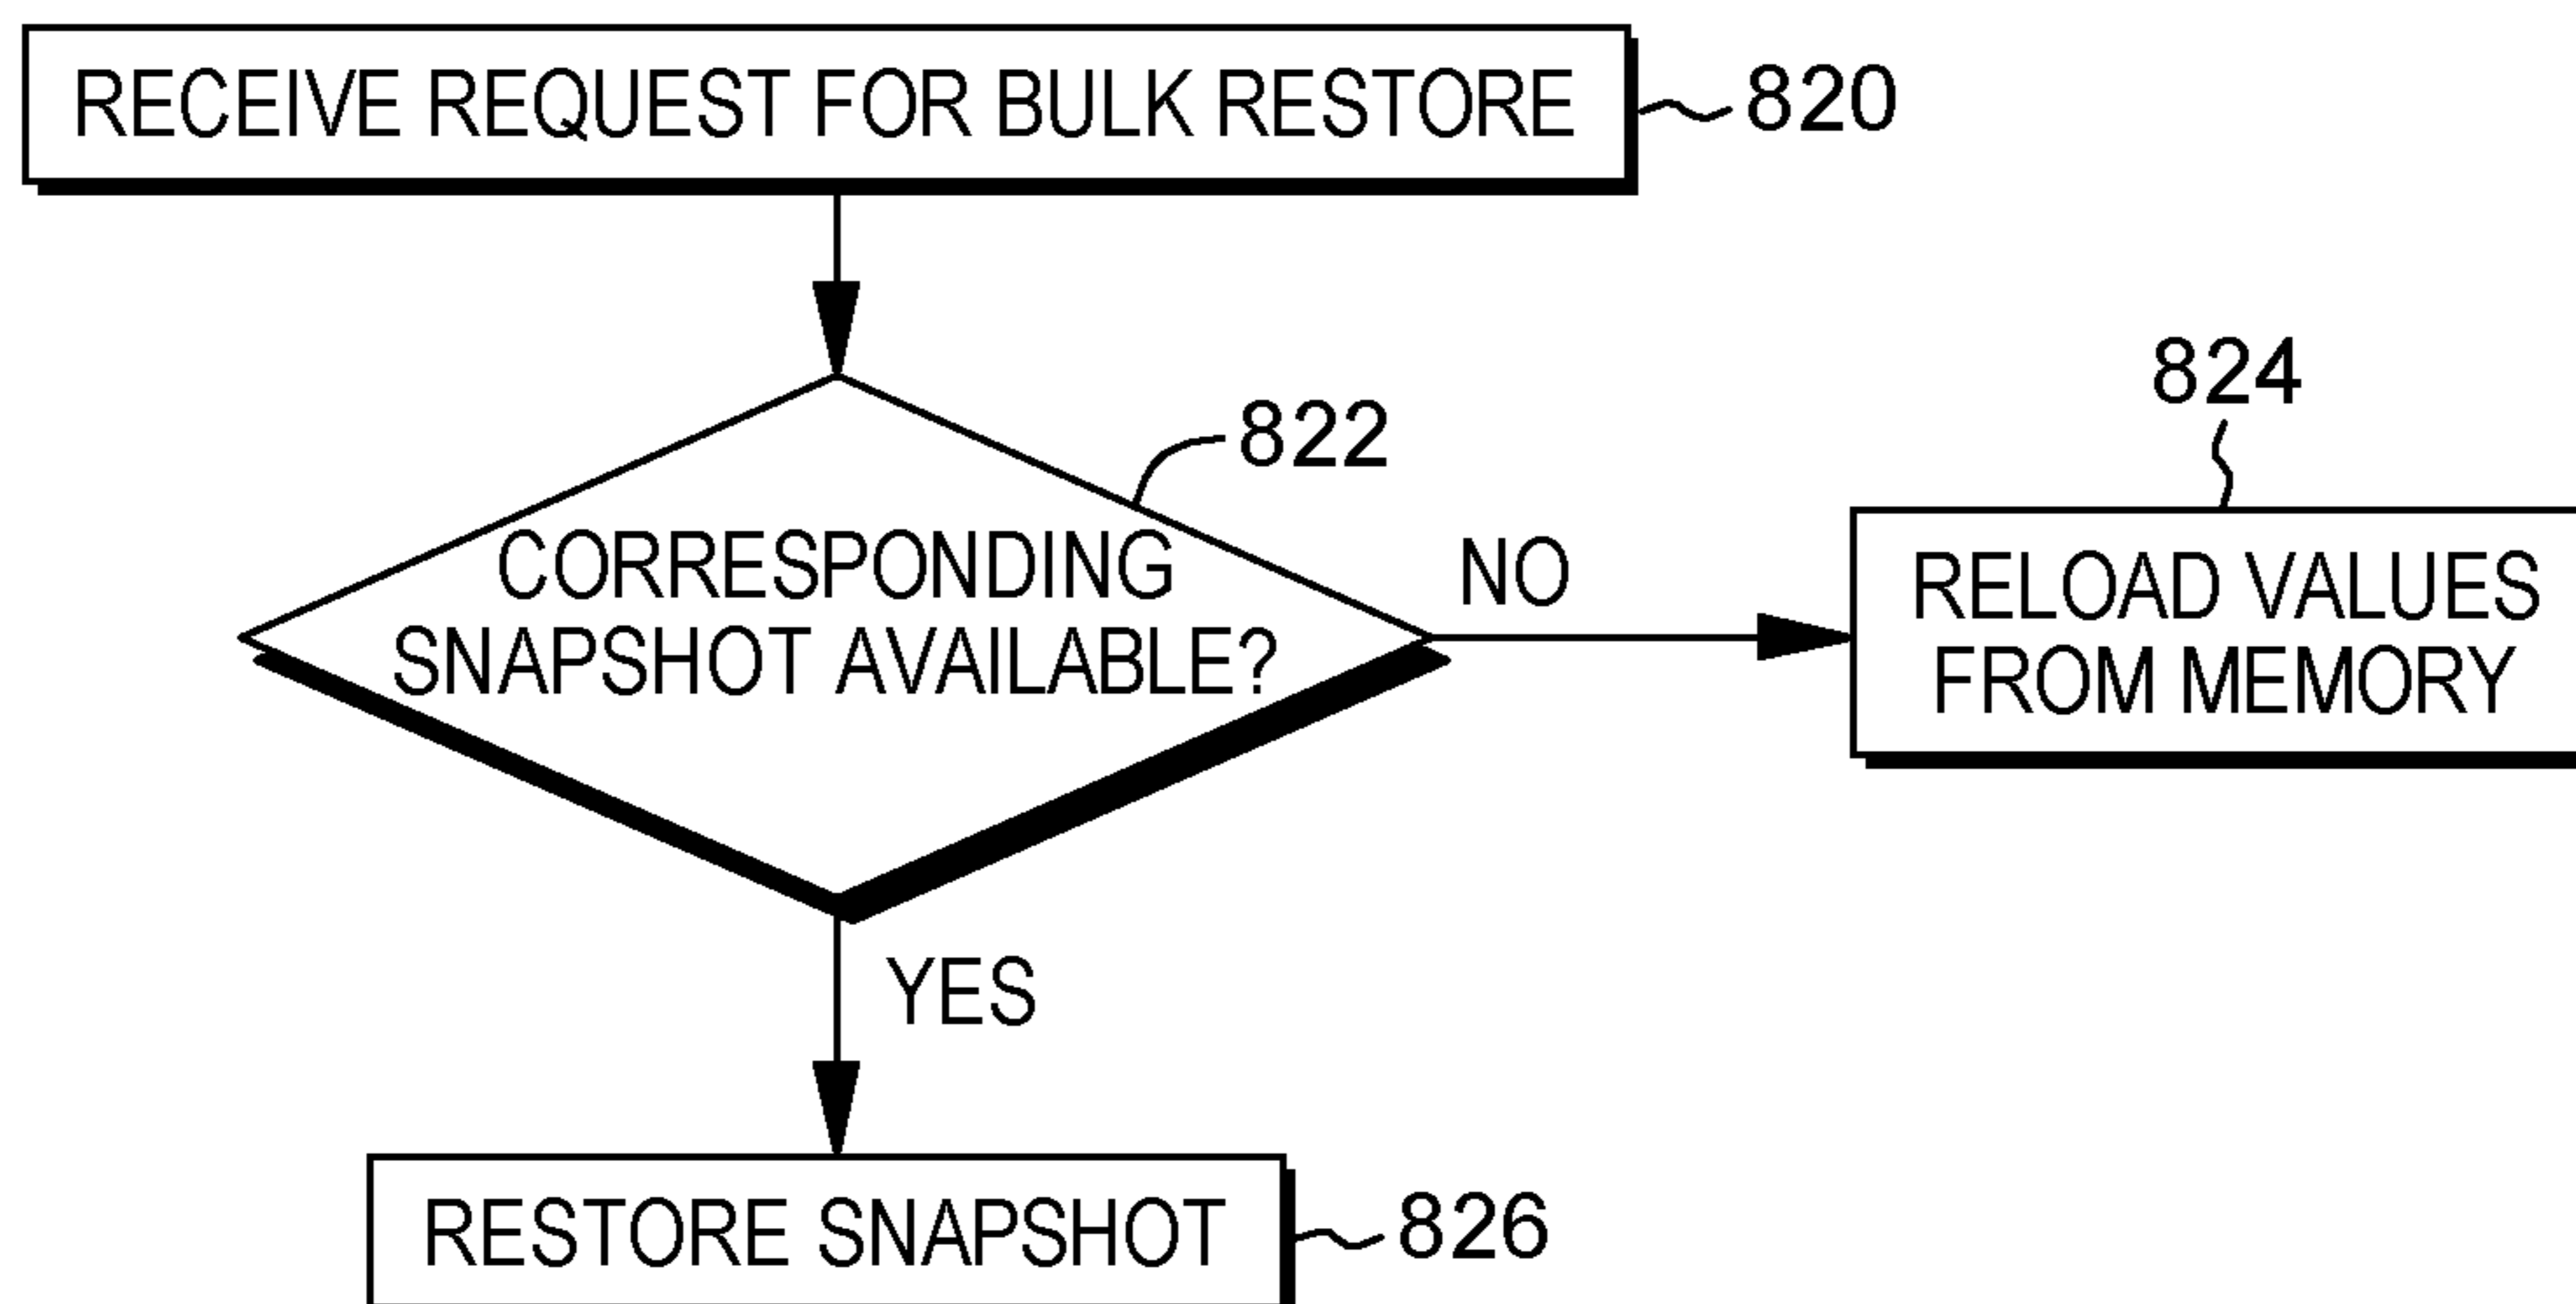 RECEIVE REQUEST FOR BULK RESTORE
820
822
824
CORRESPONDING
SNAPSHOT AVAILABLE?
NO
RELOAD VALUES
FROM MEMORY
YES
RESTORE SNAPSHOT
826